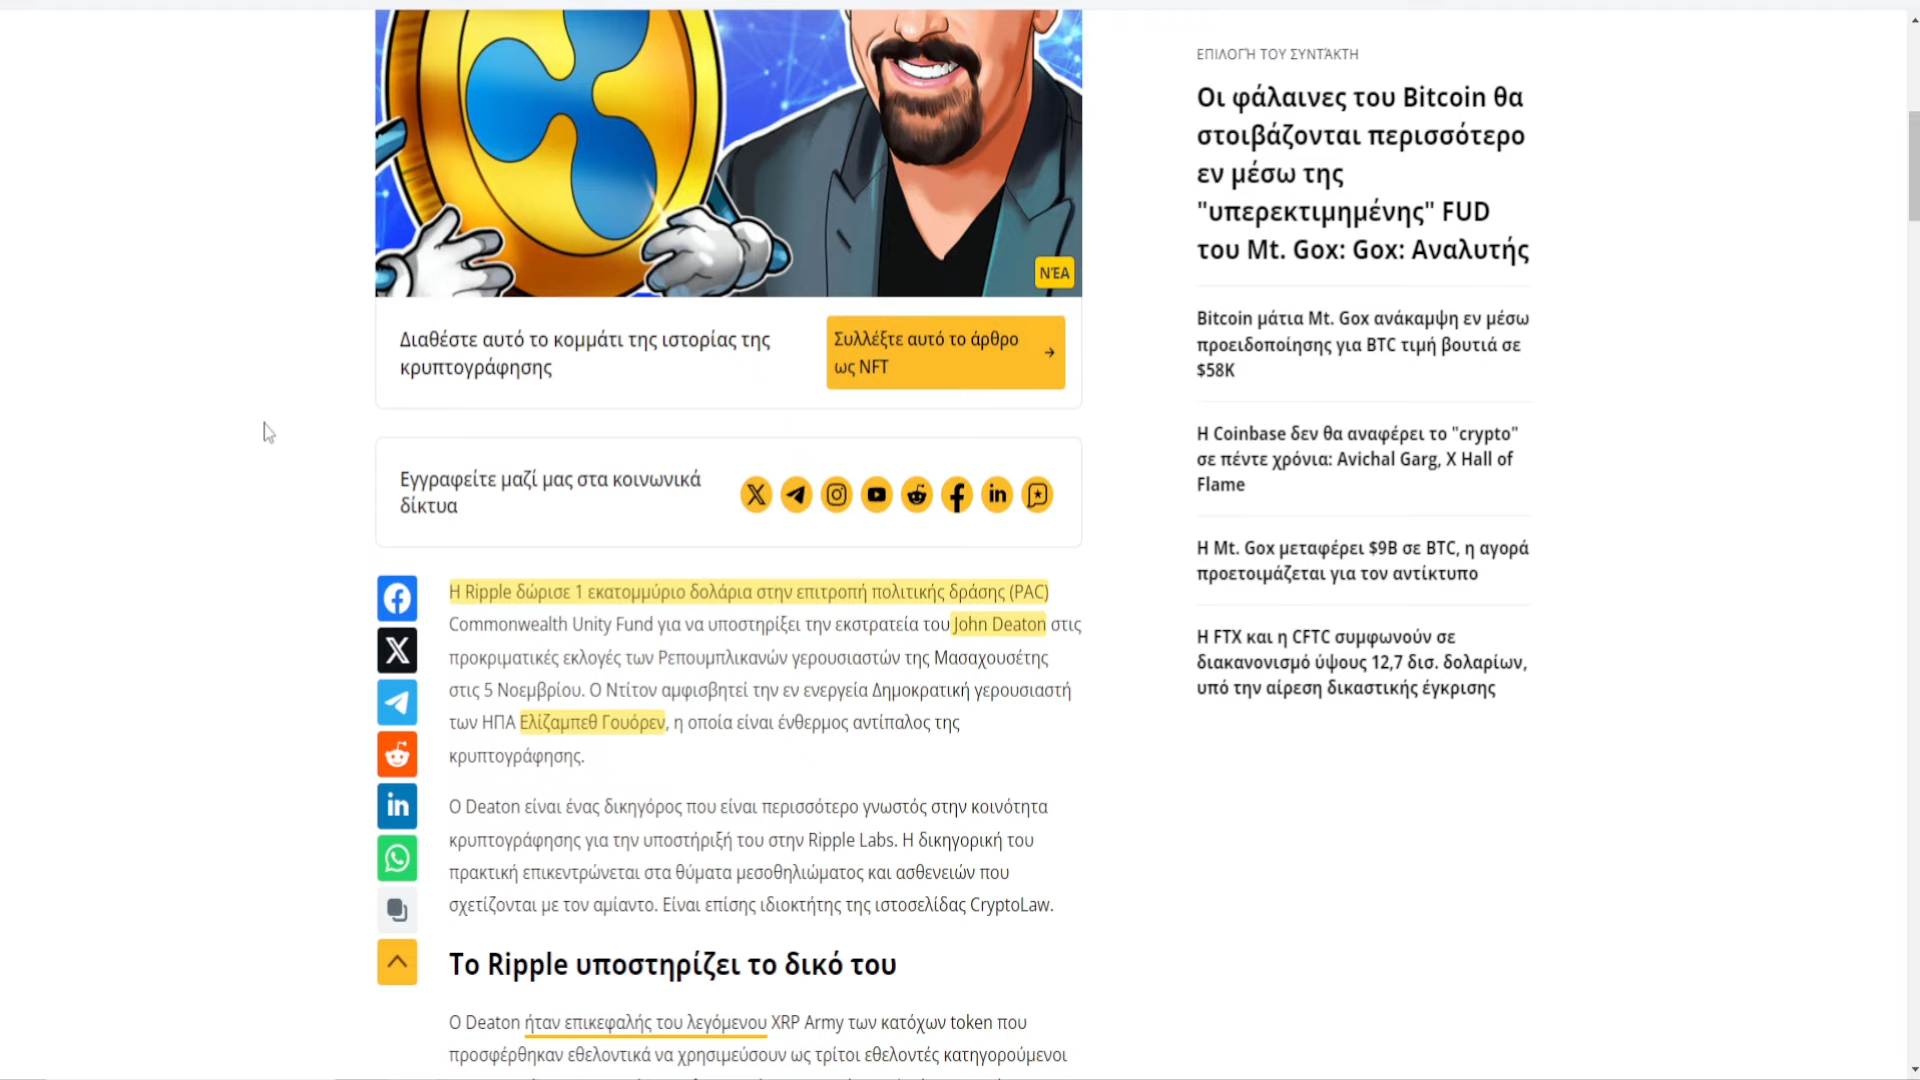 ΝΈΑ
Διαθέστε αυτό το κομμάτι της ιστορίας της
κρυπτογράφησης
Συλλέξτε αυτό το άρθρο
ως NFT
Εγγραφείτε μαζί μας στα κοινωνικά
δίκτυα
Η Ripple δώρισε 1 εκατομμύριο δολάρια στην επιτροπή πολιτικής δράσης (PAC)
Commonwealth Unity Fund για να υποστηρίξει την εκστρατεία του John Deaton στις
προκριματικές εκλογές των Ρεπουμπλικανών γερουσιαστών της Μασαχουσέτης
στις 5 Νοεμβρίου. Ο Ντίτον αμφισβητεί την εν ενεργεία Δημοκρατική γερουσιαστή
των ΗΠΑ Ελίζαμπεθ Γουόρεν, η οποία είναι ένθερμος αντίπαλος της
κρυπτογράφησης.
Ο Deaton είναι ένας δικηγόρος που είναι περισσότερο γνωστός στην κοινότητα
κρυπτογράφησης για την υποστήριξή του στην Ripple Labs. Η δικηγορική του
πρακτική επικεντρώνεται στα θύματα μεσοθηλιώματος και ασθενειών που
σχετίζονται με τον αμίαντο. Είναι επίσης ιδιοκτήτης της ιστοσελίδας CryptoLaw.
Το Ripple υποστηρίζει το δικό του
Ο Deaton ήταν επικεφαλής του λεγόμενου XRP Army των κατόχων token που
προσφέρθηκαν εθελοντικά να χρησιμεύσουν ως τρίτοι εθελοντές κατηγορούμενοι
ΕΠΙΛΟΓΉ ΤΟΥ ΣΥΝΤΆΚΤΗ
Οι φάλαινες του Bitcoin θα
στοιβάζονται περισσότερο
εν μέσω της
"υπερεκτιμημένης" FUD
του Mt. Gox: Gox: Αναλυτής
Bitcoin μάτια Mt. Gox ανάκαμψη εν μέσω
προειδοποίησης για BTC τιμή βουτιά σε
$58K
Η Coinbase δεν θα αναφέρει το "crypto"
σε πέντε χρόνια: Avichal Garg, X Hall of
Flame
Η Mt. Gox μεταφέρει $9B σε BTC, η αγορά
προετοιμάζεται για τον αντίκτυπο
Η FTX και η CFTC συμφωνούν σε
διακανονισμό ύψους 12,7 δισ. δολαρίων,
υπό την αίρεση δικαστικής έγκρισης